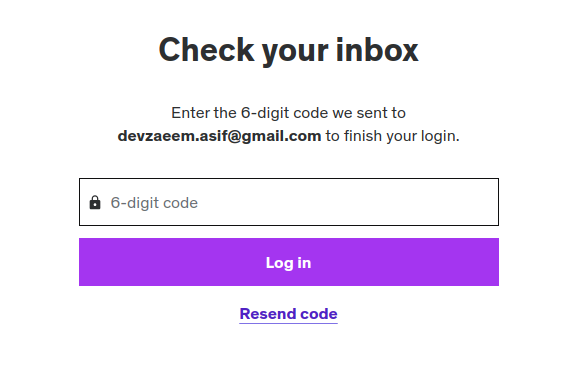 Check your inbox
Enter the 6-digit code we sent to
devzaeem.asif@gmail.com to finish your login.
6-digit code
Log in
Resend code